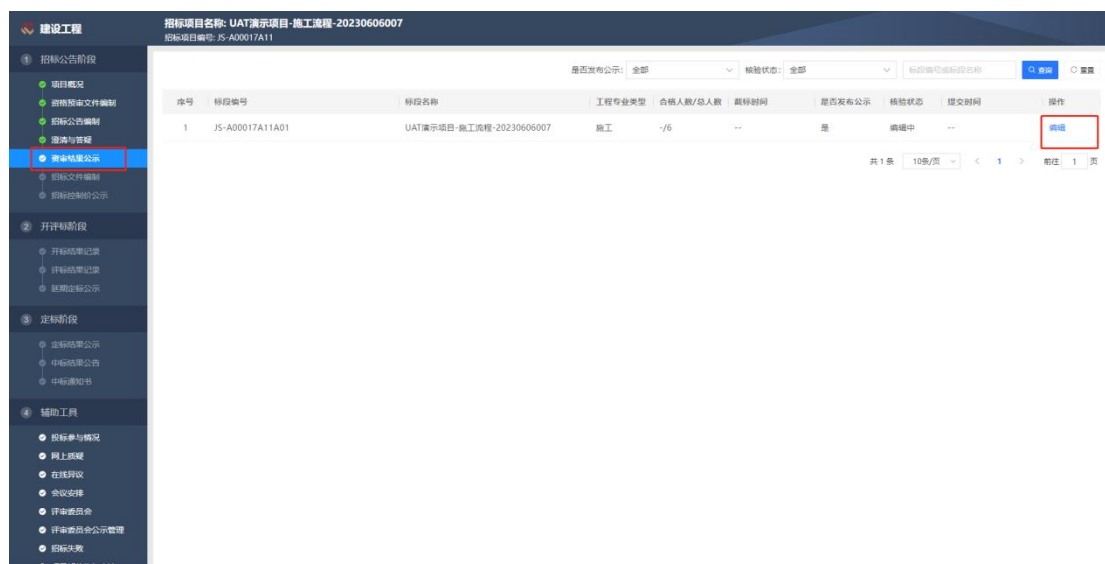 建设工程
招标项目名称: UAT演示项目-施工流程-20230606007
招标项目编号: JS-A00017A11
1 招标公告阶段
项目概况
资格预审文件编制
招标公告编制
澄清与答疑
资审结果公示
招标文件编制
招标控制价公示
2 开评标阶段
开标结果记录
评标结果记录
延期定标公示
3 定标阶段
定标结果公示
中标结果公告
中标通知书
4 辅助工具
投标参与情况
网上质疑
在线异议
会议安排
评审委员会
评审委员会公示管理
招标失败
是否发布公示: 全部 核验状态: 全部 标段编号或标段名称 查询 重置
序号 标段编号 标段名称 工程专业类型 合格人数/总人数 截标时间 是否发布公示 核验状态 提交时间 操作
1 JS-A00017A11A01 UAT演示项目-施工流程-20230606007 施工 -/6 -- 是 编辑中 -- 编辑
共 1 条 10条/页 < 1 > 前往 1 页